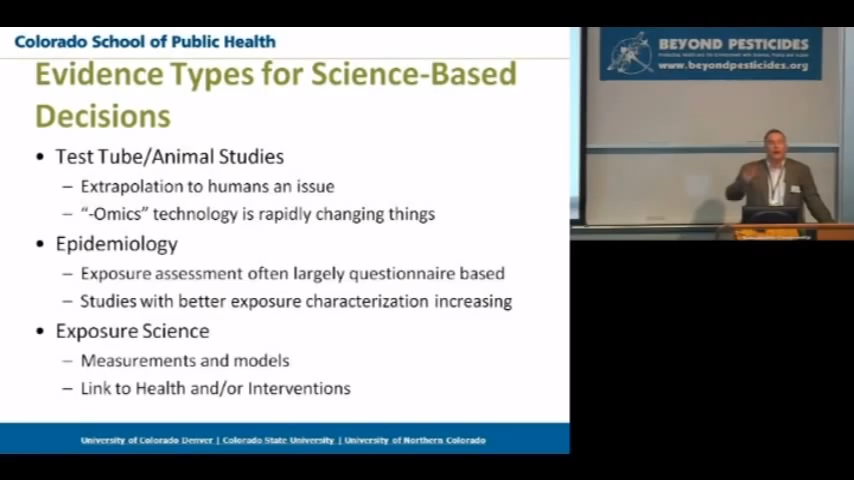 Colorado School of Public Health
Evidence Types for Science-Based
Decisions
• Test Tube/Animal Studies
– Extrapolation to humans an issue
– “-Omics” technology is rapidly changing things
• Epidemiology
– Exposure assessment often largely questionnaire based
– Studies with better exposure characterization increasing
• Exposure Science
– Measurements and models
– Link to Health and/or Interventions
University of Colorado Denver | Colorado State University | University of Northern Colorado
BEYOND PESTICIDES
www.beyondpesticides.org